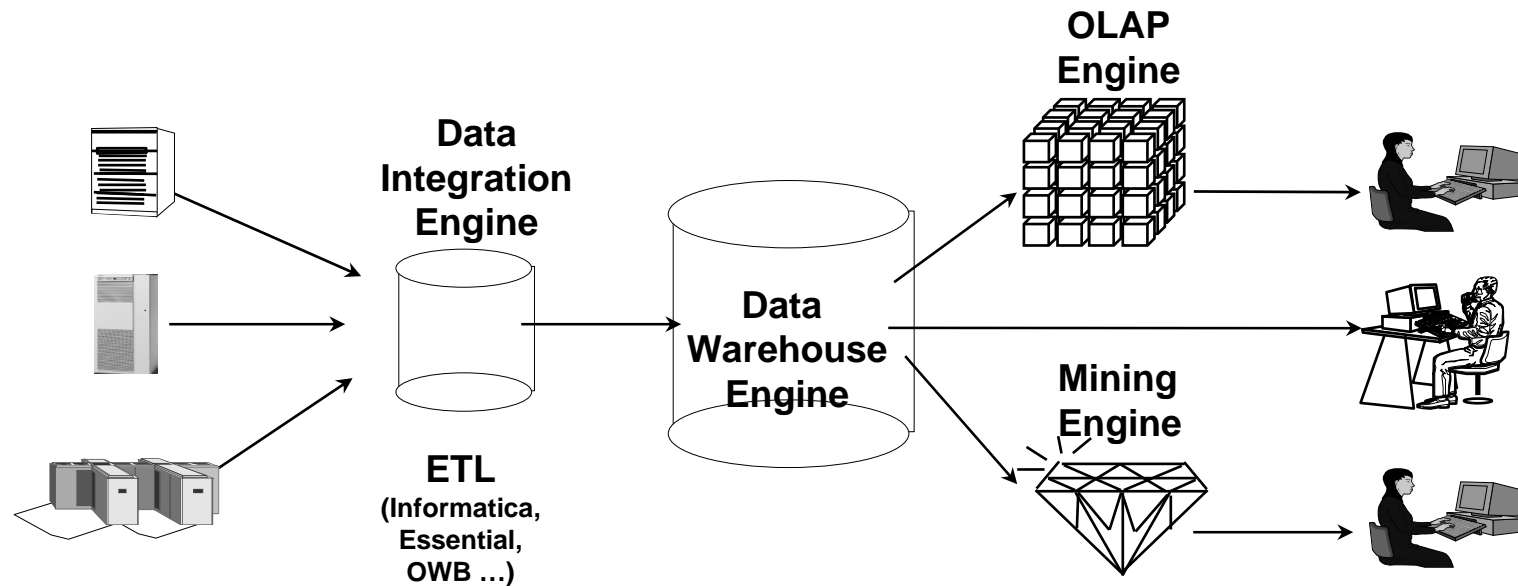 OLAP
Engine
Data
Integration
Engine
Data
Warehouse
Engine
Mining
Engine
ETL
(Informatica,
Essential,
OWB …)